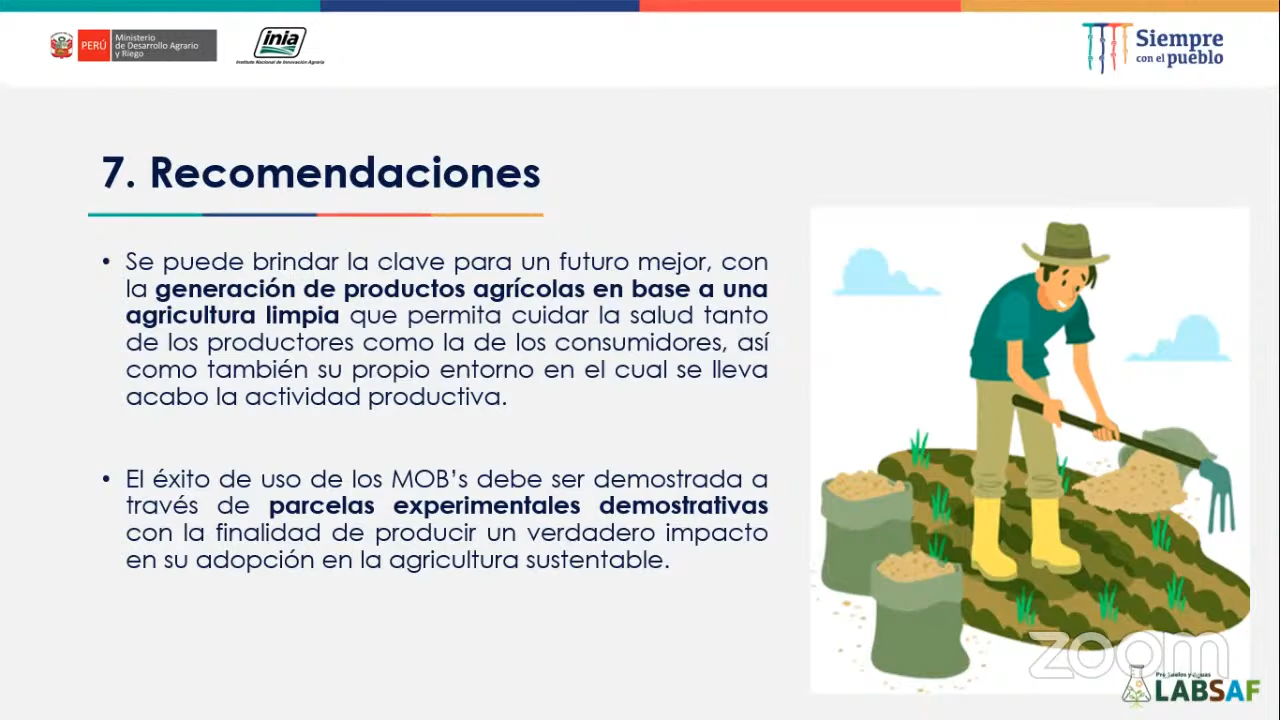 PERÚ
Ministerio
de Desarrollo Agrario
y Riego
inia
Instituto Nacional de Innovación Agraria
Siempre
con el pueblo
7. Recomendaciones
• Se puede brindar la clave para un futuro mejor, con
la generación de productos agrícolas en base a una
agricultura limpia que permita cuidar la salud tanto
de los productores como la de los consumidores, así
como también su propio entorno en el cual se lleva
acabo la actividad productiva.
• El éxito de uso de los MOB's debe ser demostrada a
través de parcelas experimentales demostrativas
con la finalidad de producir un verdadero impacto
en su adopción en la agricultura sustentable.
zoom
LABSAF